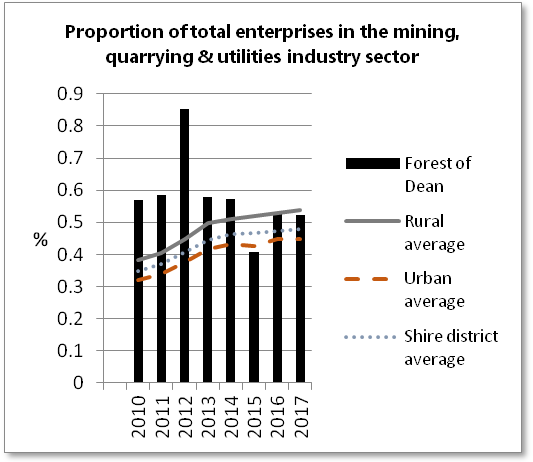 Proportion of total enterprises in the mining,
quarrying & utilities industry sector
0.9
0.8
0.7
0.6
0.5
0.4
0.3
0.2
0.1
0
%
2010
2011
2012
2013
2014
2015
2016
2017
Forest of
Dean
Rural
average
Urban
average
Shire district
average